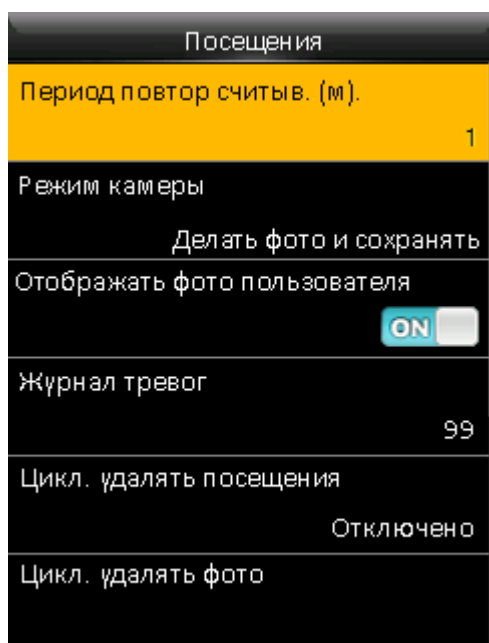 Посещения
Период повтор считыв. (м).
1
Режим камеры
Делать фото и сохранять
Отображать фото пользователя
ON
Журнал тревог
99
Цикл. удалять посещения
Отключено
Цикл. удалять фото